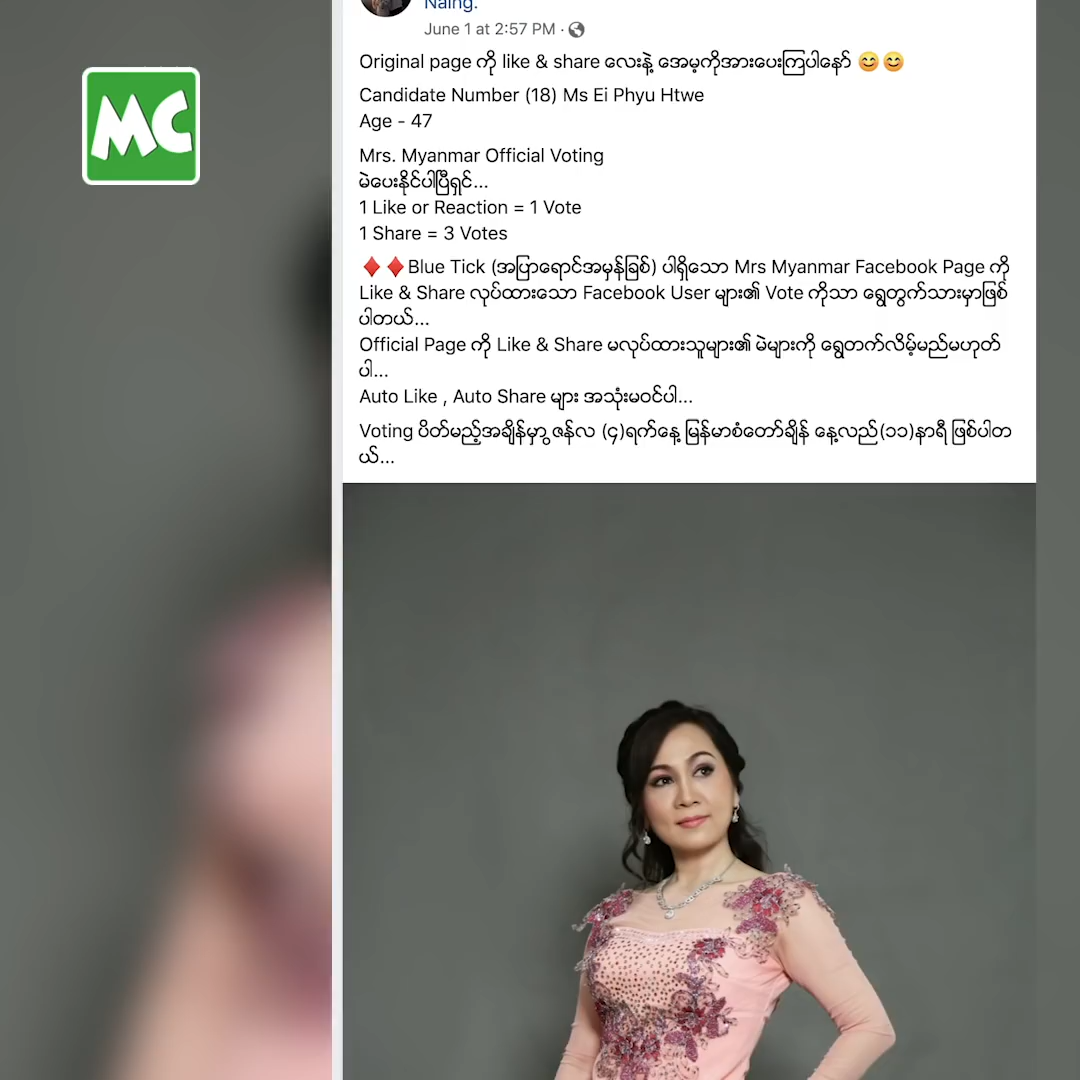 MC
Naing.
June 1 at 2:57 PM ·
Original page ကို like & share လေးနဲ့ အေမ့ကိုအားပေးကြပါနော် 😊😊
Candidate Number (18) Ms Ei Phyu Htwe
Age - 47
Mrs. Myanmar Official Voting
မဲပေးနိုင်ပါပြီရှင်...
1 Like or Reaction = 1 Vote
1 Share = 3 Votes
♦️♦️Blue Tick (အပြာရောင်အမှန်ခြစ်) ပါရှိသော Mrs Myanmar Facebook Page ကို
Like & Share လုပ်ထားသော Facebook User များ၏ Vote ကိုသာ ရွေတွက်သားမှာဖြစ်
ပါတယ်...
Official Page ကို Like & Share မလုပ်ထားသူများ၏ မဲများကို ရွေတက်လိမ့်မည်မဟုတ်
ပါ...
Auto Like , Auto Share များ အသုံးမဝင်ပါ...
Voting ပိတ်မည့်အချိန်မှာ ဇန်လ (၄)ရက်နေ့ မြန်မာစံတော်ချိန် နေ့လည်(၁၁)နာရီ ဖြစ်ပါတ
ယ်...